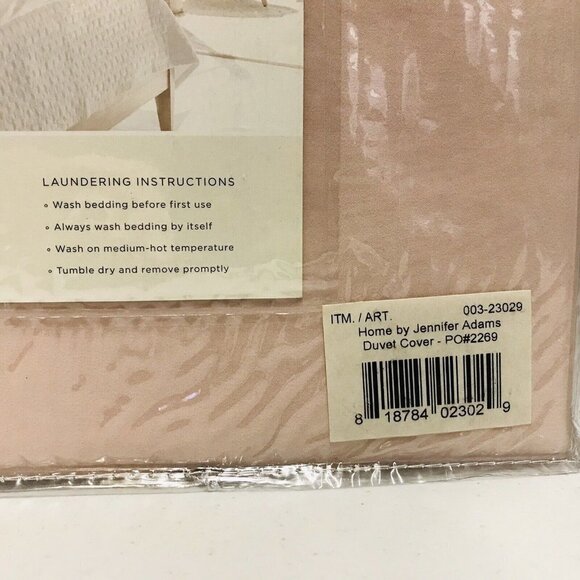 LAUNDERING INSTRUCTIONS
◦ Wash bedding before first use
◦ Always wash bedding by itself
◦ Wash on medium-hot temperature
◦ Tumble dry and remove promptly
ITM. / ART. 003-23029
Home by Jennifer Adams
Duvet Cover - PO#2269
8 18784 02302 9